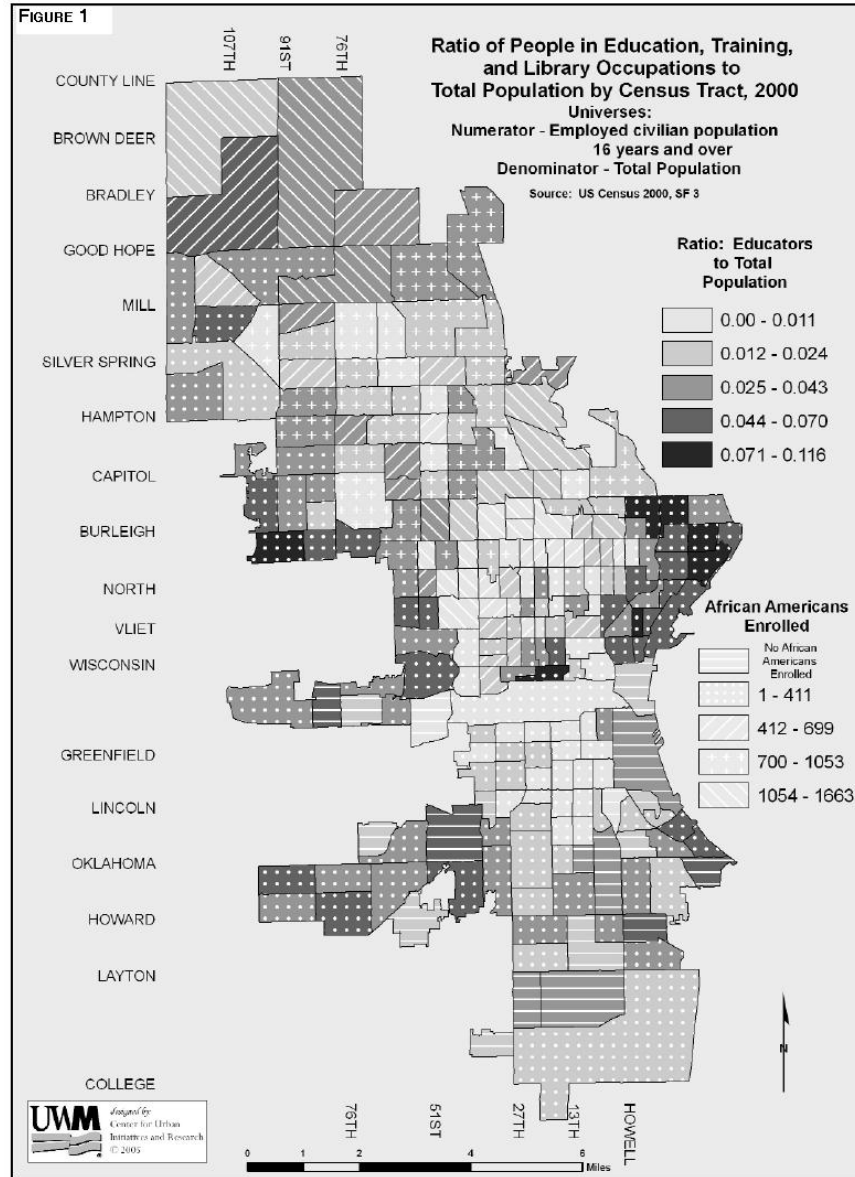 FIGURE 1
107TH
91ST
76TH
Ratio of People in Education, Training,
and Library Occupations to
Total Population by Census Tract, 2000
Universes:
Numerator - Employed civilian population
16 years and over
Denominator - Total Population
Source: US Census 2000, SF 3
COUNTY LINE
BROWN DEER
BRADLEY
GOOD HOPE
MILL
SILVER SPRING
HAMPTON
CAPITOL
BURLEIGH
NORTH
VLIET
WISCONSIN
GREENFIELD
LINCOLN
OKLAHOMA
HOWARD
LAYTON
COLLEGE
Ratio: Educators
to Total
Population
0.00 - 0.011
0.012 - 0.024
0.025 - 0.043
0.044 - 0.070
0.071 - 0.116
African Americans
Enrolled
No African
Americans
Enrolled
1 - 411
412 - 699
700 - 1053
1054 - 1663
N
76TH
51ST
27TH
13TH
HOWELL
UWM
designed by
Center for Urban
Initiatives and Research
© 2005
0 1 2 4 6
Miles